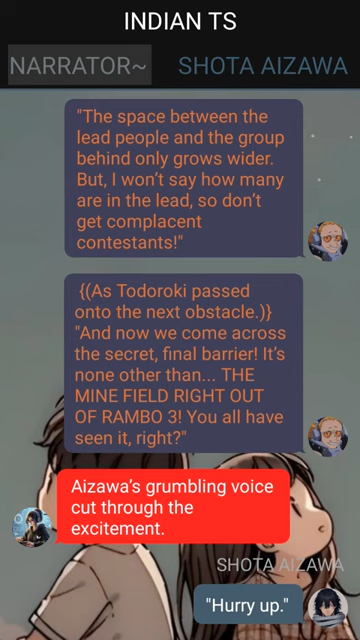 INDIAN TS
NARRATOR~ SHOTA AIZAWA
"The space between the
lead people and the group
behind only grows wider.
But, I won't say how many
are in the lead, so don't
get complacent
contestants!"
{(As Todoroki passed
onto the next obstacle.)}
"And now we come across
the secret, final barrier! It's
none other than... THE
MINE FIELD RIGHT OUT
OF RAMBO 3! You all have
seen it, right?"
Aizawa's grumbling voice
cut through the
excitement.
SHOTA AIZAWA
"Hurry up."